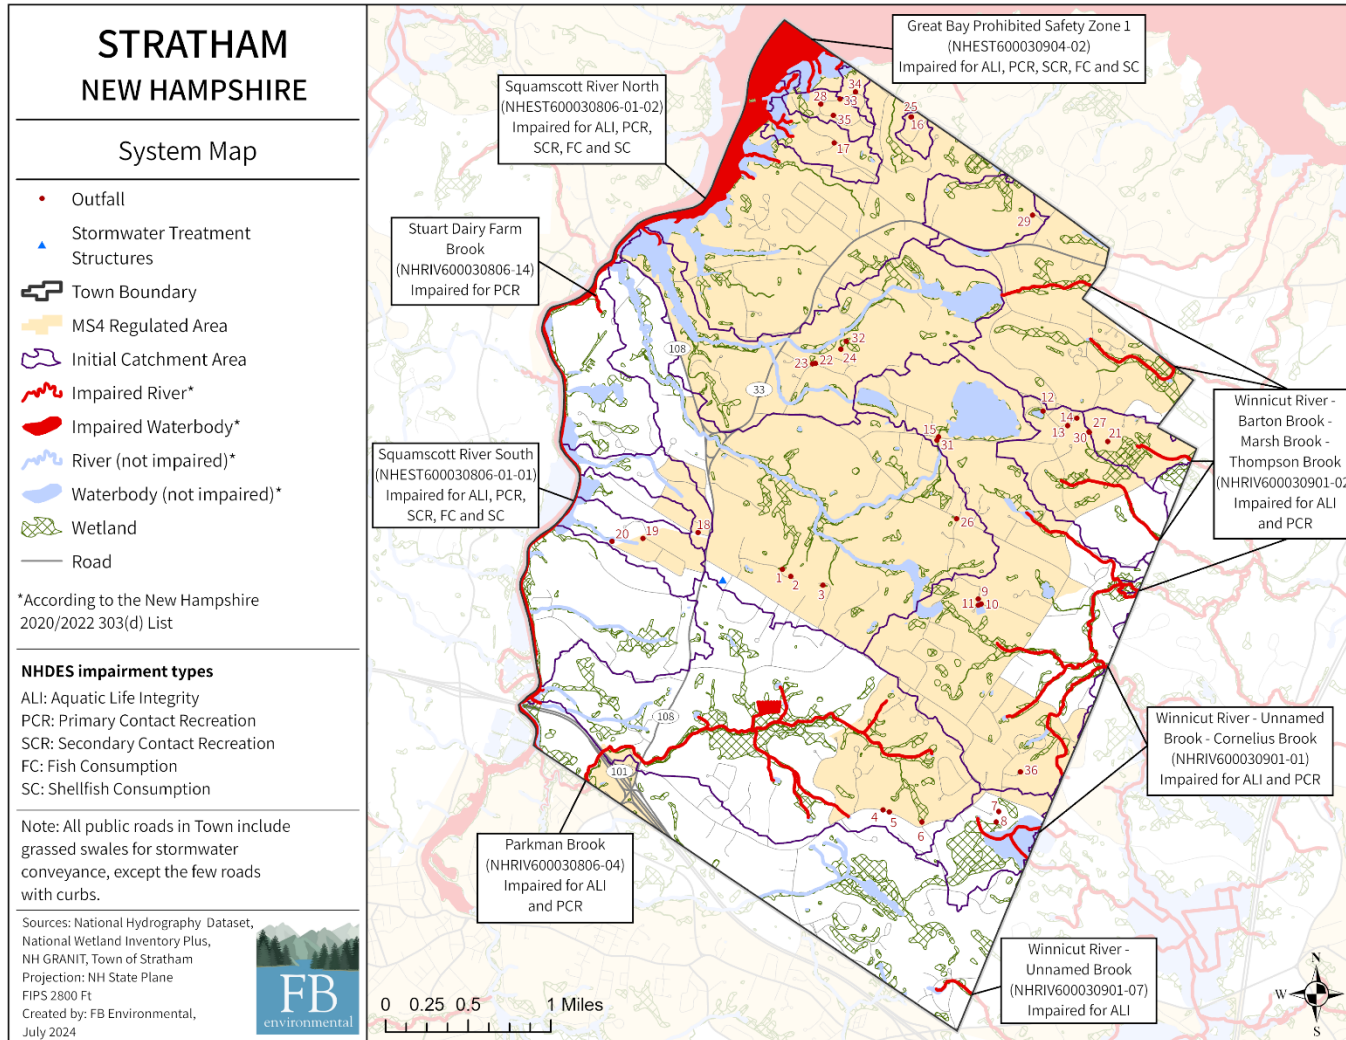 STRATHAM
NEW HAMPSHIRE
System Map
Outfall
Stormwater Treatment
Structures
Town Boundary
MS4 Regulated Area
Initial Catchment Area
Impaired River*
Impaired Waterbody*
River (not impaired)*
Waterbody (not impaired)*
Wetland
Road
*According to the New Hampshire
2020/2022 303(d) List
NHDES impairment types
ALI: Aquatic Life Integrity
PCR: Primary Contact Recreation
SCR: Secondary Contact Recreation
FC: Fish Consumption
SC: Shellfish Consumption
Note: All public roads in Town include
grassed swales for stormwater
conveyance, except the few roads
with curbs.
Sources: National Hydrography Dataset,
National Wetland Inventory Plus,
NH GRANIT, Town of Stratham
Projection: NH State Plane
FIPS 2800 Ft
Created by: FB Environmental,
July 2024
FB
environmental
Great Bay Prohibited Safety Zone 1
(NHEST600030904-02)
Impaired for ALI, PCR, SCR, FC and SC
Squamscott River North
(NHEST600030806-01-02)
Impaired for ALI, PCR,
SCR, FC and SC
Stuart Dairy Farm
Brook
(NHRIV600030806-14)
Impaired for PCR
Squamscott River South
(NHEST600030806-01-01)
Impaired for ALI, PCR,
SCR, FC and SC
Winnicut River -
Barton Brook -
Marsh Brook -
Thompson Brook
(NHRIV600030901-02
Impaired for ALI
and PCR
Winnicut River - Unnamed
Brook - Cornelius Brook
(NHRIV600030901-01)
Impaired for ALI and PCR
Parkman Brook
(NHRIV600030806-04)
Impaired for ALI
and PCR
Winnicut River -
Unnamed Brook
(NHRIV600030901-07)
Impaired for ALI
34
28
33
35
17
25
16
29
108
33
32
23
22
24
12
14
13
27
30
21
15
31
26
18
19
20
1
2
3
9
11
10
108
101
36
4
5
6
7
8
0 0.25 0.5 1 Miles
N
W
E
S